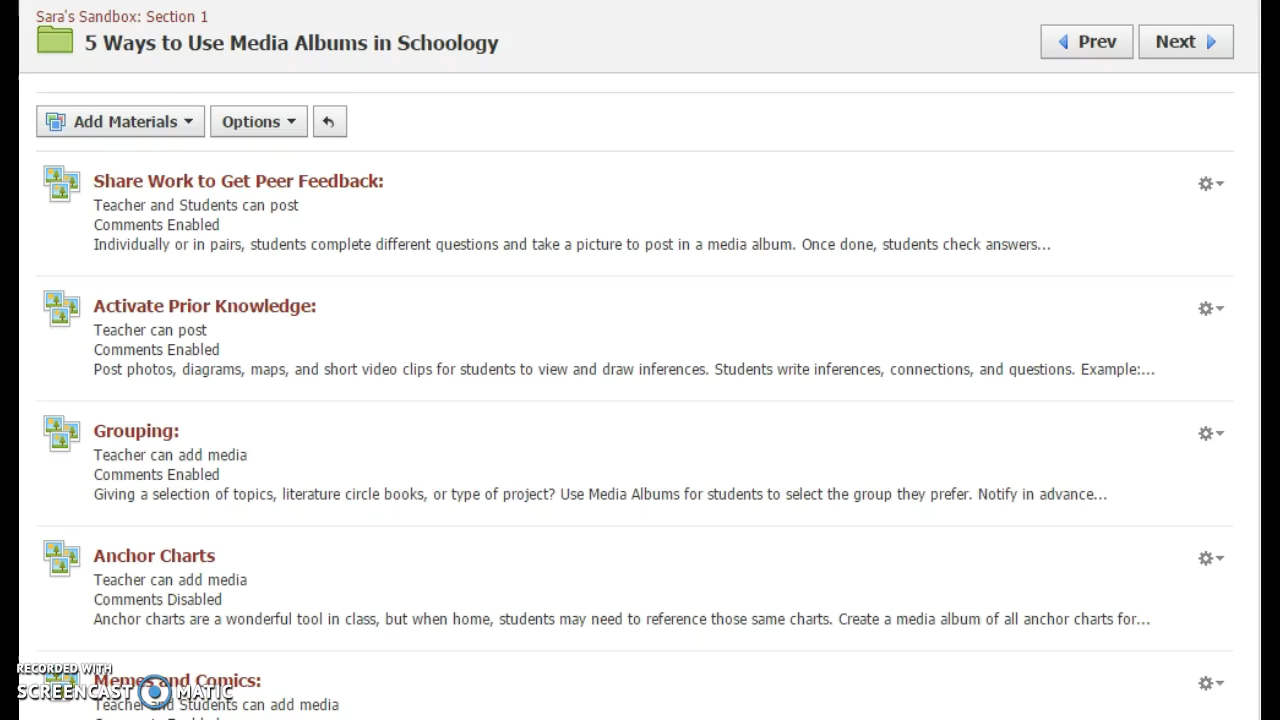 Sara's Sandbox: Section 1
5 Ways to Use Media Albums in Schoology
Prev
Next
Add Materials
Options
Share Work to Get Peer Feedback:
Teacher and Students can post
Comments Enabled
Individually or in pairs, students complete different questions and take a picture to post in a media album. Once done, students check answers...
Activate Prior Knowledge:
Teacher can post
Comments Enabled
Post photos, diagrams, maps, and short video clips for students to view and draw inferences. Students write inferences, connections, and questions. Example:...
Grouping:
Teacher can add media
Comments Enabled
Giving a selection of topics, literature circle books, or type of project? Use Media Albums for students to select the group they prefer. Notify in advance...
Anchor Charts
Teacher can add media
Comments Disabled
Anchor charts are a wonderful tool in class, but when home, students may need to reference those same charts. Create a media album of all anchor charts for...
Memes and Comics:
Teacher and Students can add media
RECORDED WITH
SCREENCAST MATIC